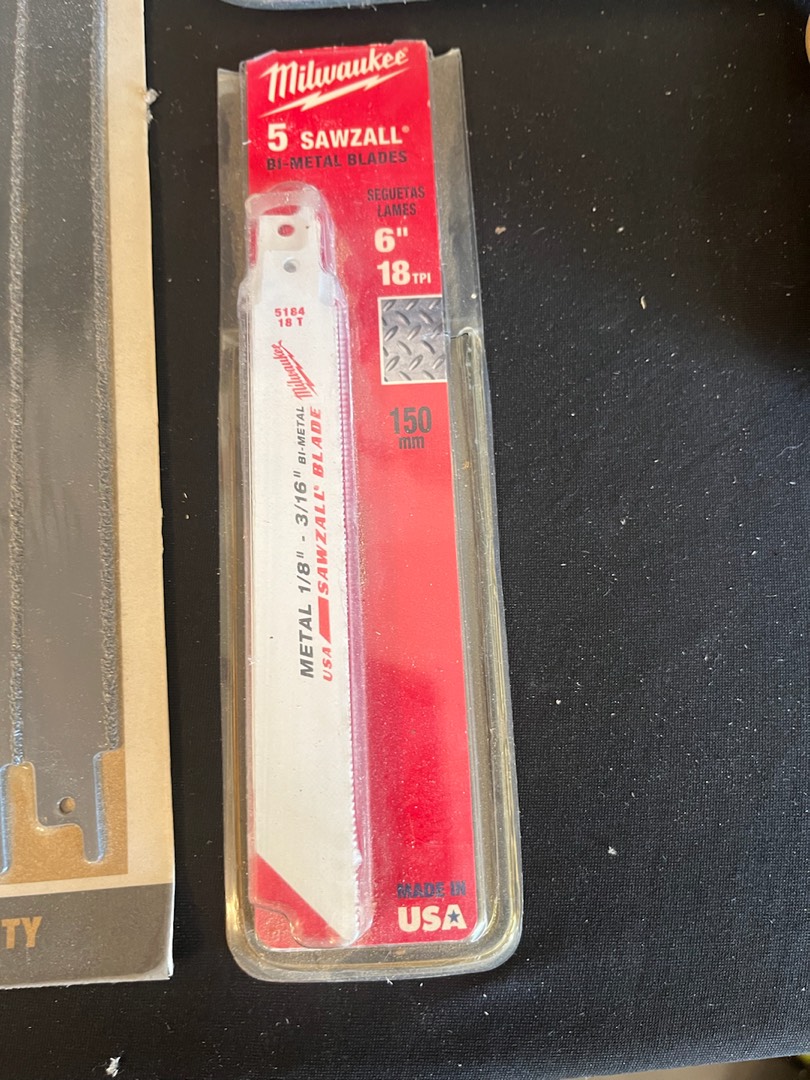 Milwaukee
5 SAWZALL®
BI-METAL BLADES
SEGUETAS
LAMES
6"
18 TPI
5184
18 T
Milwaukee
METAL 1/8" - 3/16" BI-METAL
USA SAWZALL® BLADE
150
mm
MADE IN
USA
TY